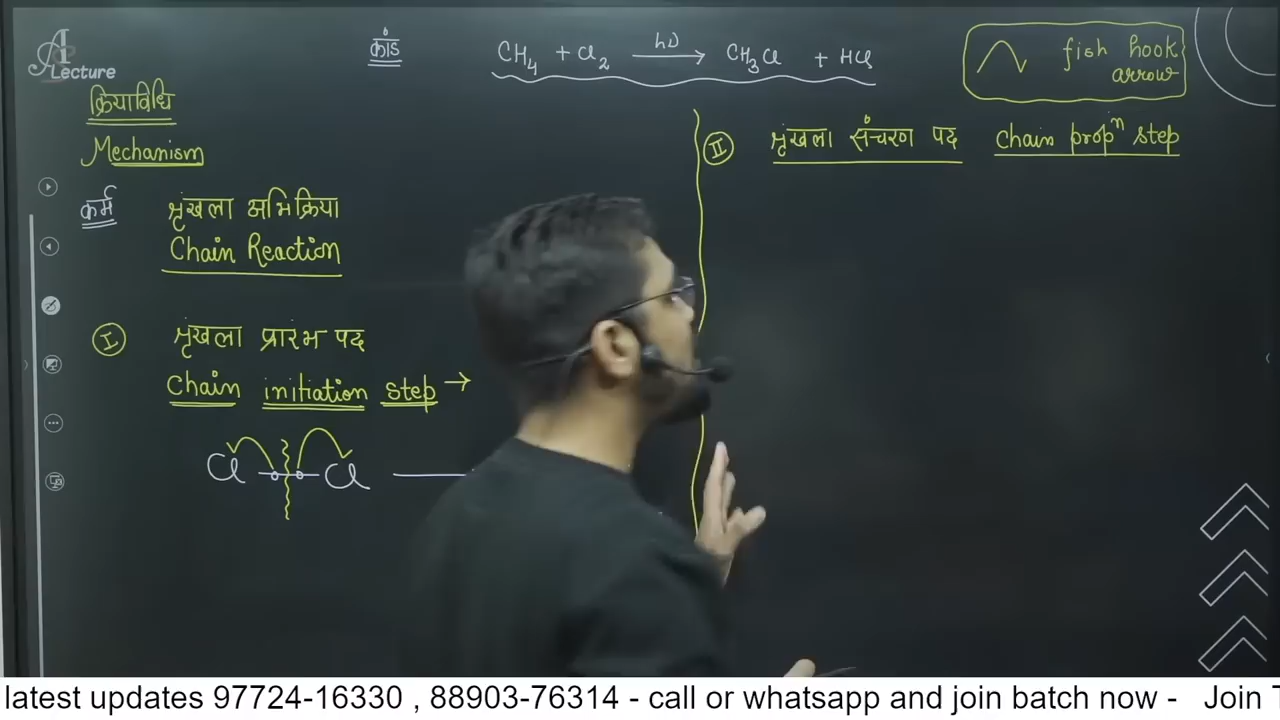 A Lecture
कांड
CH₄ + Cl₂ —hν→ CH₃Cl + HCl
fish hook
arrow
क्रियाविधि
Mechanism
कर्म
श्रृंखला अभिक्रिया
Chain Reaction
I श्रृंखला प्रारंभ पद
Chain initiation step →
Cl Cl
II श्रृंखला संचरण पद Chain propⁿ step
latest updates 97724-16330 , 88903-76314 - call or whatsapp and join batch now - Join